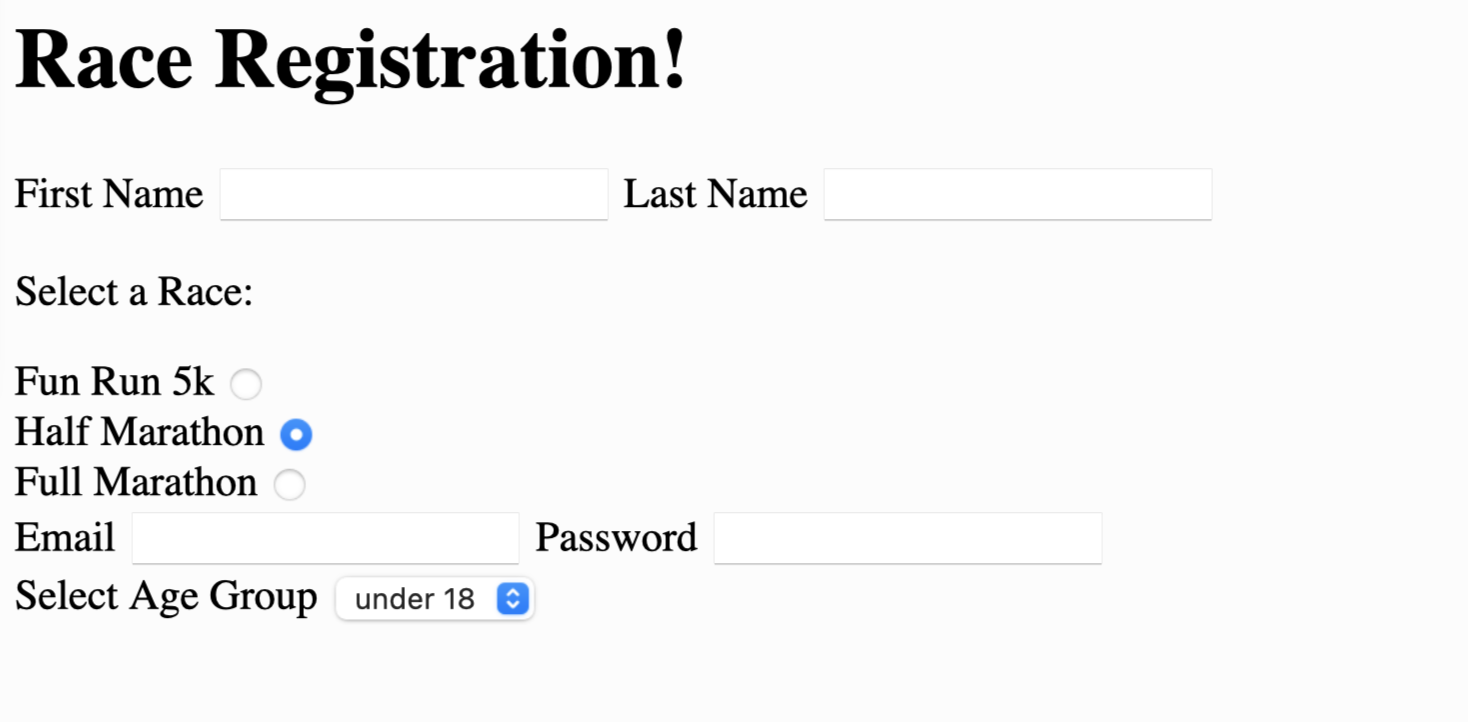 Race Registration!
First Name Last Name
Select a Race:
Fun Run 5k
Half Marathon
Full Marathon
Email Password
Select Age Group under 18